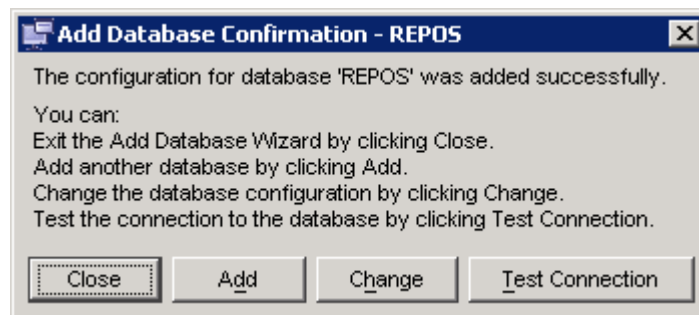 Add Database Confirmation - REPOS
The configuration for database 'REPOS' was added successfully.
You can:
Exit the Add Database Wizard by clicking Close.
Add another database by clicking Add.
Change the database configuration by clicking Change.
Test the connection to the database by clicking Test Connection.
Close Add Change Test Connection